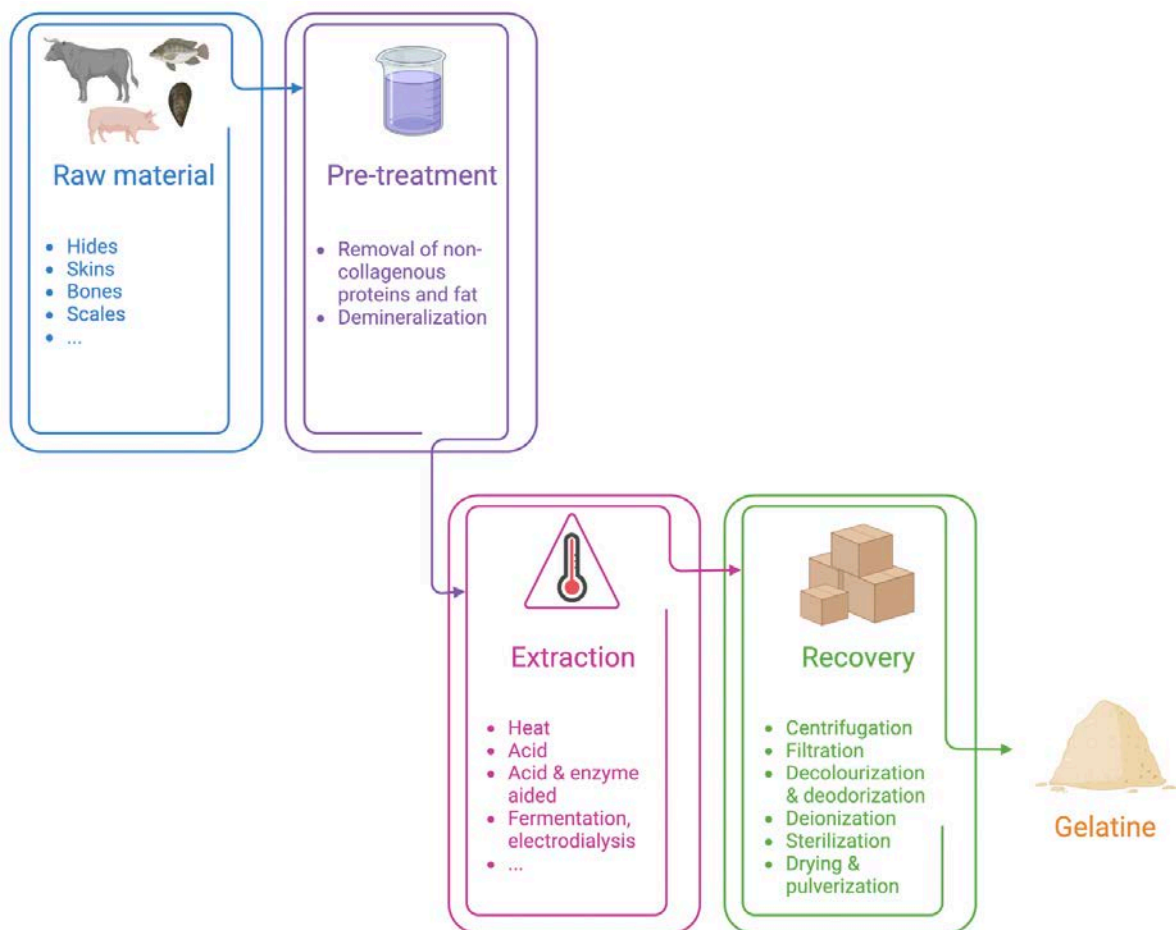 Raw material
• Hides
• Skins
• Bones
• Scales
• ...
Pre-treatment
• Removal of non-
collagenous
proteins and fat
• Demineralization
Extraction
• Heat
• Acid
• Acid & enzyme
aided
• Fermentation,
electrodialysis
• ...
Recovery
• Centrifugation
• Filtration
• Decolourization
& deodorization
• Deionization
• Sterilization
• Drying &
pulverization
Gelatine